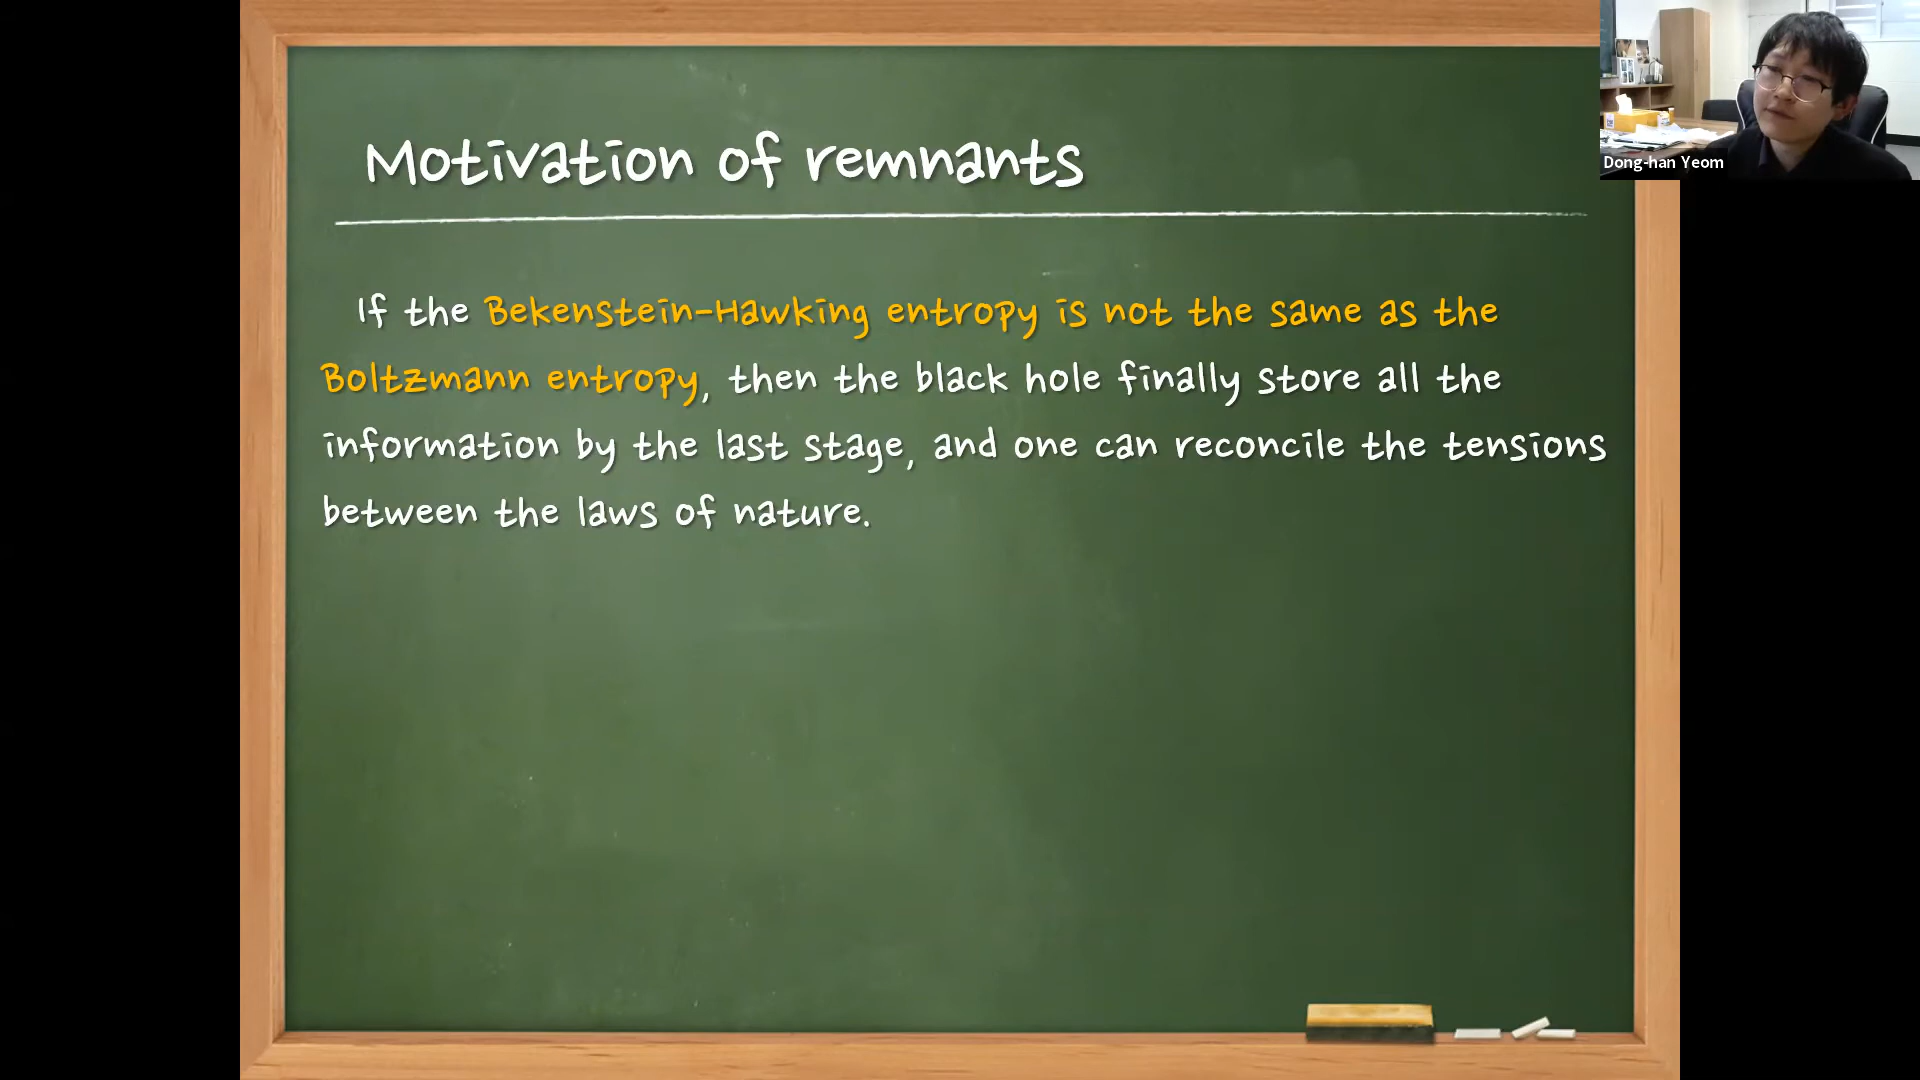 Motivation of remnants
If the Bekenstein-Hawking entropy is not the same as the
Boltzmann entropy, then the black hole finally store all the
information by the last stage, and one can reconcile the tensions
between the laws of nature.
Dong-han Yeom